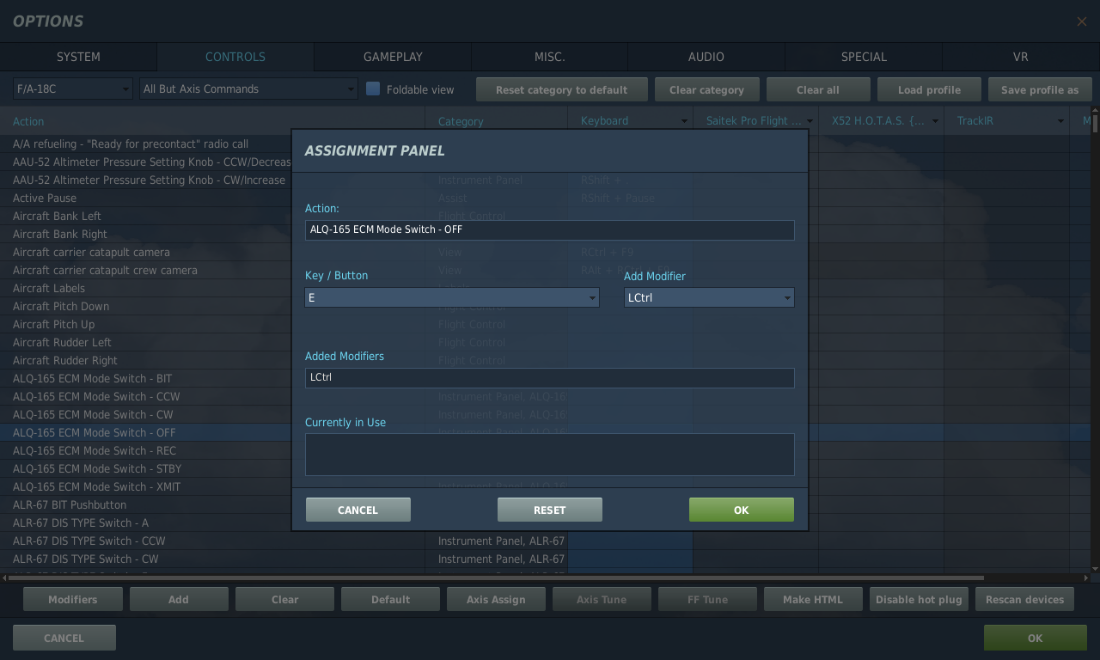 OPTIONS
SYSTEM CONTROLS GAMEPLAY MISC. AUDIO SPECIAL VR
F/A-18C All But Axis Commands Foldable view Reset category to default Clear category Clear all Load profile Save profile as
Action Category Keyboard Saitek Pro Flight ... X52 H.O.T.A.S. {... TrackIR M
A/A refueling - "Ready for precontact" radio call
AAU-52 Altimeter Pressure Setting Knob - CCW/Decreas
AAU-52 Altimeter Pressure Setting Knob - CW/Increase Instrument Panel RShift +
Active Pause Assist RShift + Pause
Aircraft Bank Left Flight Control
Aircraft Bank Right
Aircraft carrier catapult camera View RCtrl + F9
Aircraft carrier catapult crew camera View RAlt +
Aircraft Labels
Aircraft Pitch Down
Aircraft Pitch Up Flight Control
Aircraft Rudder Left Flight Control
Aircraft Rudder Right Flight Control
ALQ-165 ECM Mode Switch - BIT
ALQ-165 ECM Mode Switch - CCW Instrument Panel, ALQ-16
ALQ-165 ECM Mode Switch - CW Instrument Panel, ALQ-16
ALQ-165 ECM Mode Switch - OFF
ALQ-165 ECM Mode Switch - REC
ALQ-165 ECM Mode Switch - STBY
ALQ-165 ECM Mode Switch - XMIT
ALR-67 BIT Pushbutton
ALR-67 DIS TYPE Switch - A
ALR-67 DIS TYPE Switch - CCW Instrument Panel, ALR-67
ALR-67 DIS TYPE Switch - CW Instrument Panel, ALR-67
ASSIGNMENT PANEL
Action:
ALQ-165 ECM Mode Switch - OFF
Key / Button Add Modifier
E LCtrl
Added Modifiers
LCtrl
Currently in Use
CANCEL RESET OK
Modifiers Add Clear Default Axis Assign Axis Tune FF Tune Make HTML Disable hot plug Rescan devices
CANCEL OK